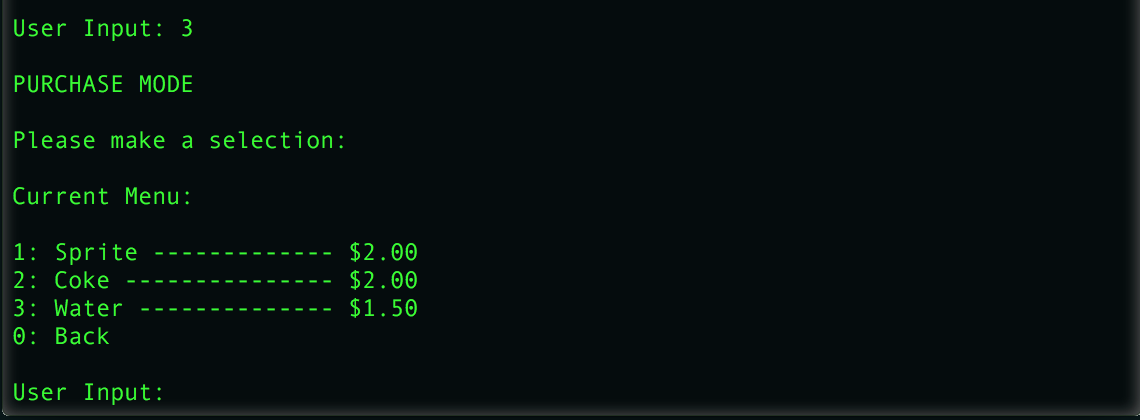 User Input: 3
PURCHASE MODE
Please make a selection:
Current Menu:
1: Sprite ------------- $2.00
2: Coke --------------- $2.00
3: Water -------------- $1.50
0: Back
User Input: